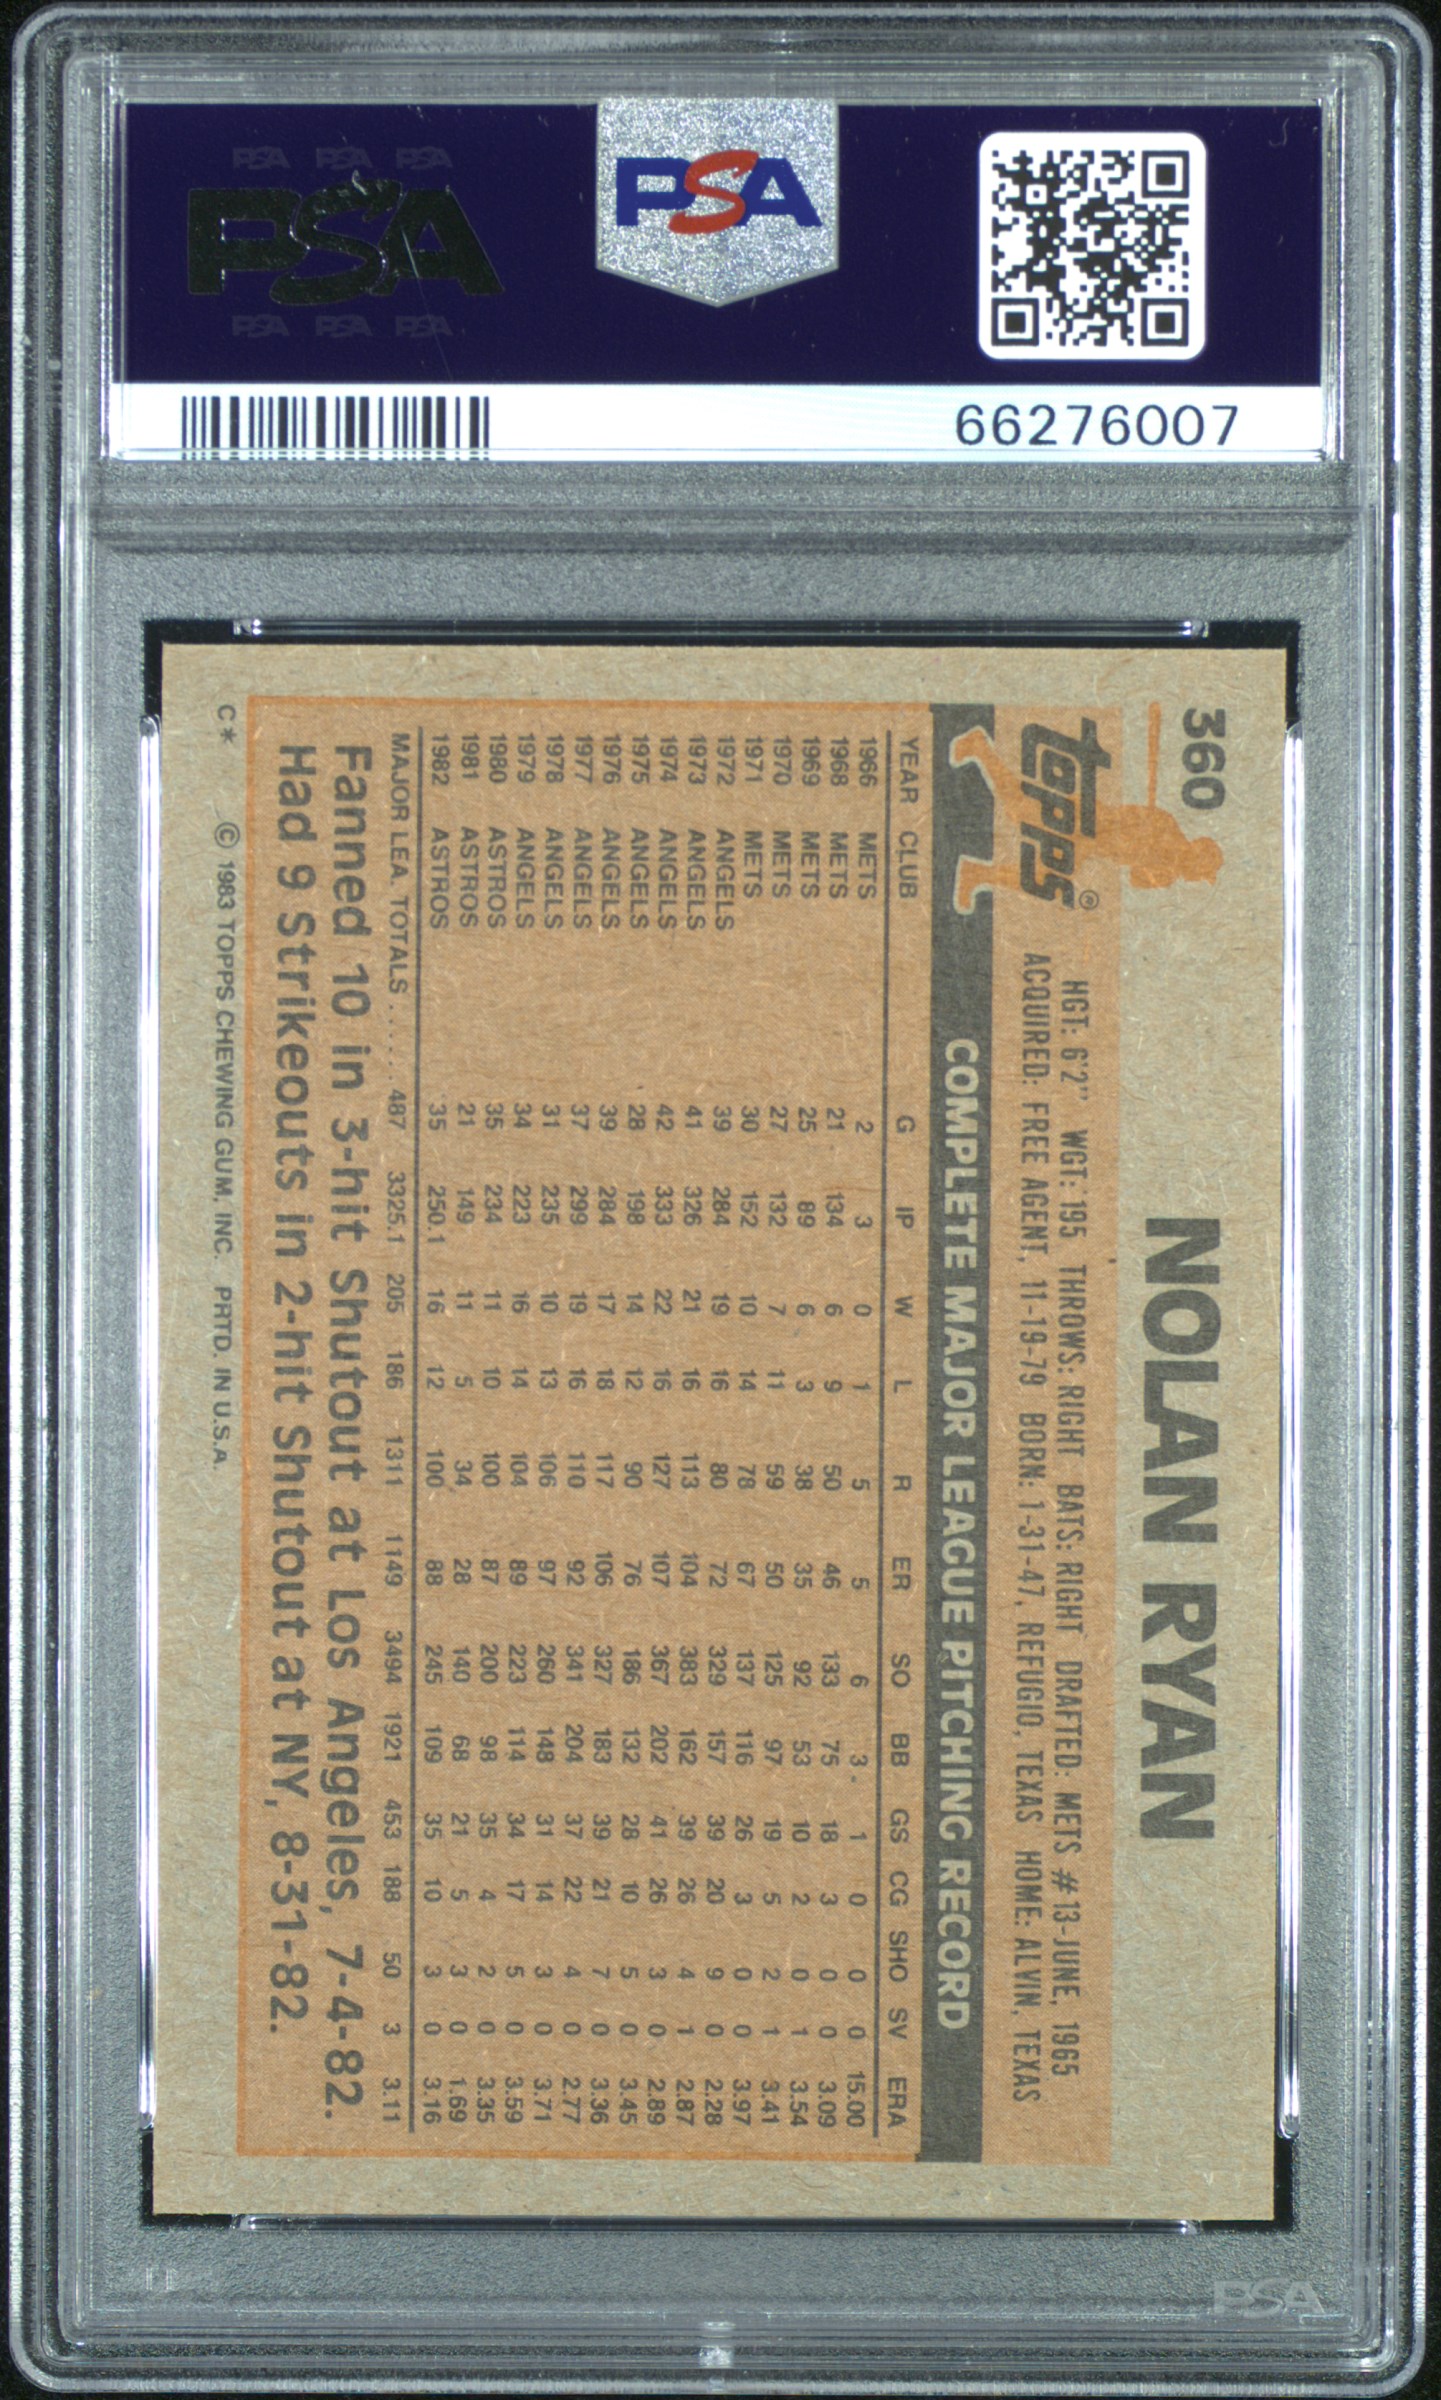 PSA PSA PSA
PSA
PSA PSA PSA
PSA
66276007
360
NOLAN RYAN
topps®
HGT: 6'2" WGT: 195 THROWS: RIGHT BATS: RIGHT DRAFTED: METS #13-JUNE, 1965
ACQUIRED: FREE AGENT, 11-19-79 BORN: 1-31-47, REFUGIO, TEXAS HOME: ALVIN, TEXAS
COMPLETE MAJOR LEAGUE PITCHING RECORD
YEAR CLUB G IP W L R ER SO BB GS CG SHO SV ERA
1966 METS 2 3 0 1 5 5 6 3 1 0 0 0 15.00
1968 METS 21 134 6 9 50 46 133 75 18 3 0 0 3.09
1969 METS 25 89 6 3 38 35 92 53 10 2 0 1 3.54
1970 METS 27 132 7 11 59 50 125 97 19 5 2 1 3.41
1971 METS 30 152 10 14 78 67 137 116 26 3 0 0 3.97
1972 ANGELS 39 284 19 16 80 72 329 157 39 20 9 0 2.28
1973 ANGELS 41 326 21 16 113 104 383 162 39 26 4 1 2.87
1974 ANGELS 42 333 22 16 127 107 367 202 41 26 3 0 2.89
1975 ANGELS 28 198 14 12 90 76 186 132 28 10 5 0 3.45
1976 ANGELS 39 284 17 18 117 106 327 183 39 21 7 0 3.36
1977 ANGELS 37 299 19 16 110 92 341 204 37 22 4 0 2.77
1978 ANGELS 31 235 10 13 106 97 260 148 31 14 3 0 3.71
1979 ANGELS 34 223 16 14 104 89 223 114 34 17 5 0 3.59
1980 ASTROS 35 234 11 10 100 87 200 98 35 4 2 0 3.35
1981 ASTROS 21 149 11 5 34 28 140 68 21 5 3 0 1.69
1982 ASTROS 35 250.1 16 12 100 88 245 109 35 10 3 0 3.16
MAJOR LEA. TOTALS ...... 487 3325.1 205 186 1311 1149 3494 1921 453 188 50 3 3.11
Fanned 10 in 3-hit Shutout at Los Angeles, 7-4-82.
Had 9 Strikeouts in 2-hit Shutout at NY, 8-31-82.
C* © 1983 TOPPS CHEWING GUM, INC. PRTD. IN U.S.A.
PSA